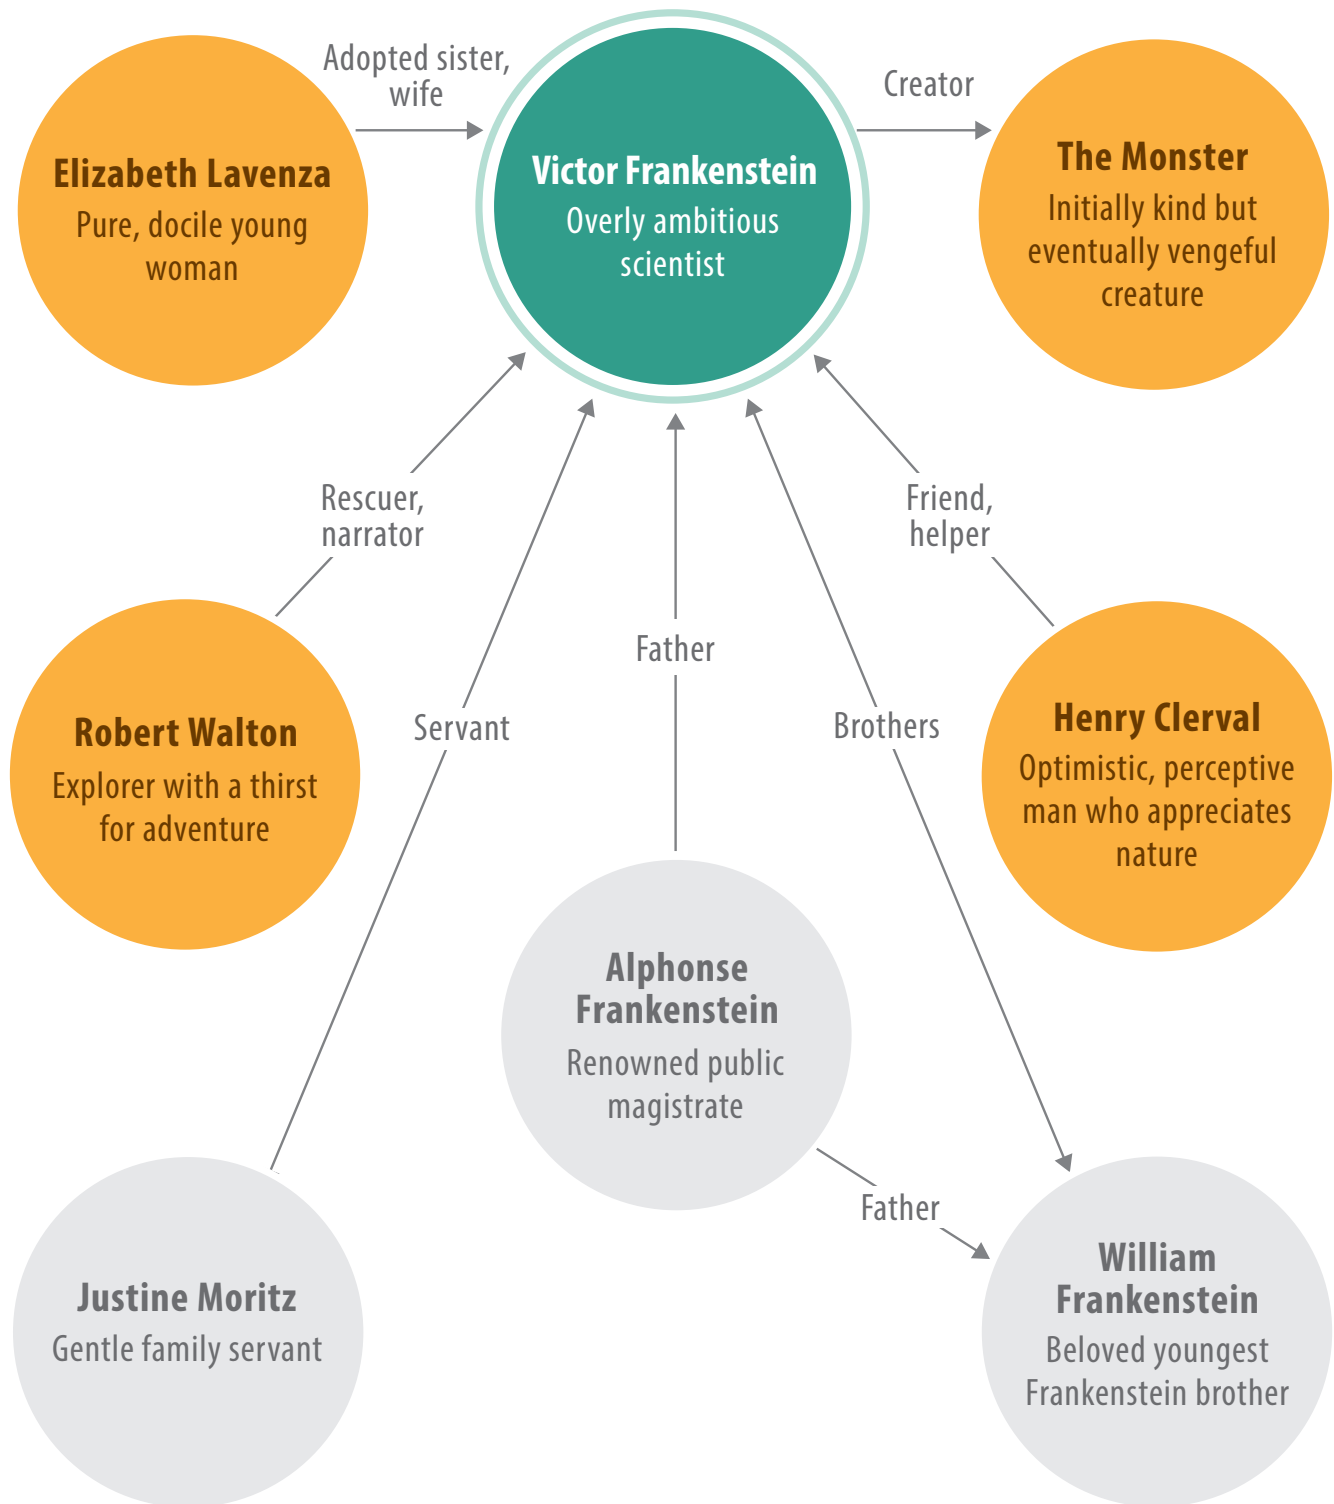 Adopted sister,
wife
Creator
Elizabeth Lavenza
Pure, docile young
woman
Victor Frankenstein
Overly ambitious
scientist
The Monster
Initially kind but
eventually vengeful
creature
Rescuer,
narrator
Friend,
helper
Father
Servant
Brothers
Robert Walton
Explorer with a thirst
for adventure
Henry Clerval
Optimistic, perceptive
man who appreciates
nature
Alphonse
Frankenstein
Renowned public
magistrate
Father
Justine Moritz
Gentle family servant
William
Frankenstein
Beloved youngest
Frankenstein brother